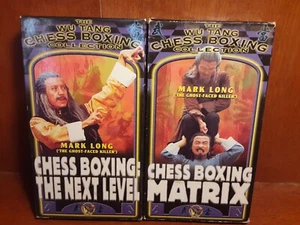 THE
WU TANG
CHESS BOXING
COLLECTION
MARK LONG
("THE GHOST-FACED KILLER")
CHESS BOXING:
THE NEXT LEVEL
THE
WU TANG
CHESS BOXING
COLLECTION
MARK LONG
("THE GHOST-FACED KILLER")
CHESS BOXING
MATRIX